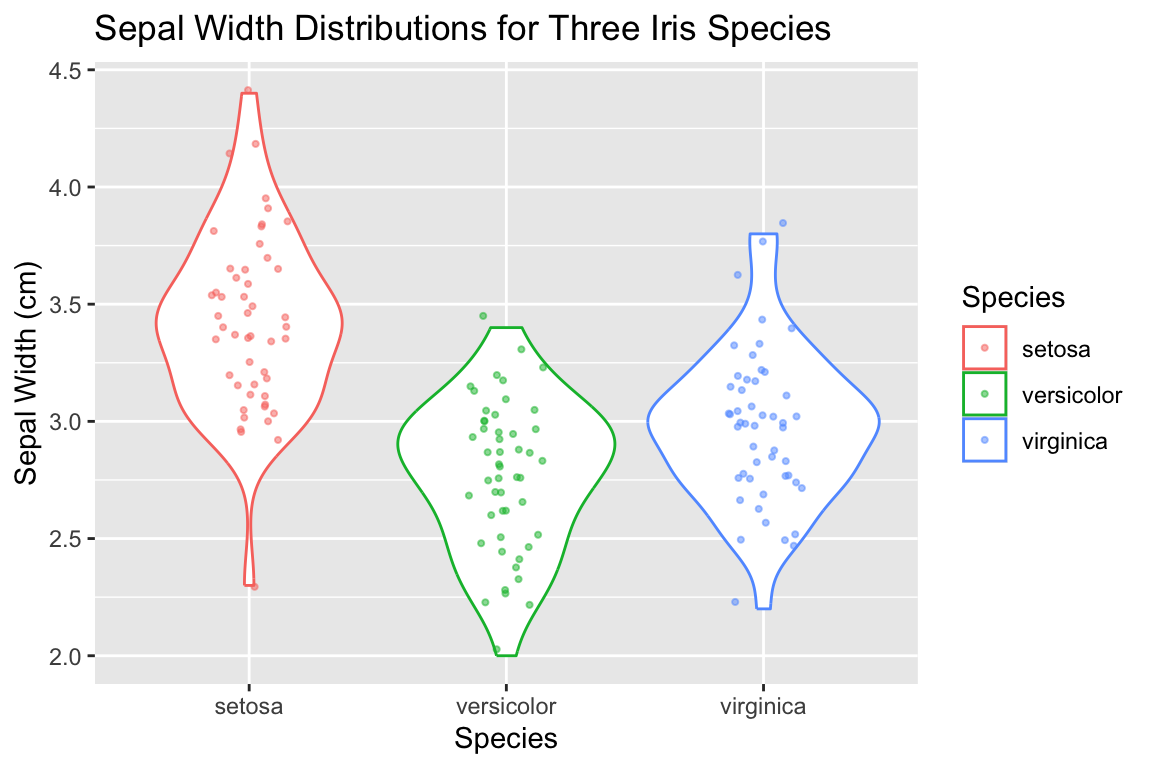 Sepal Width Distributions for Three Iris Species
Sepal Width (cm)
4.5
4.0
3.5
3.0
2.5
2.0
setosa
versicolor
virginica
Species
Species
setosa
versicolor
virginica